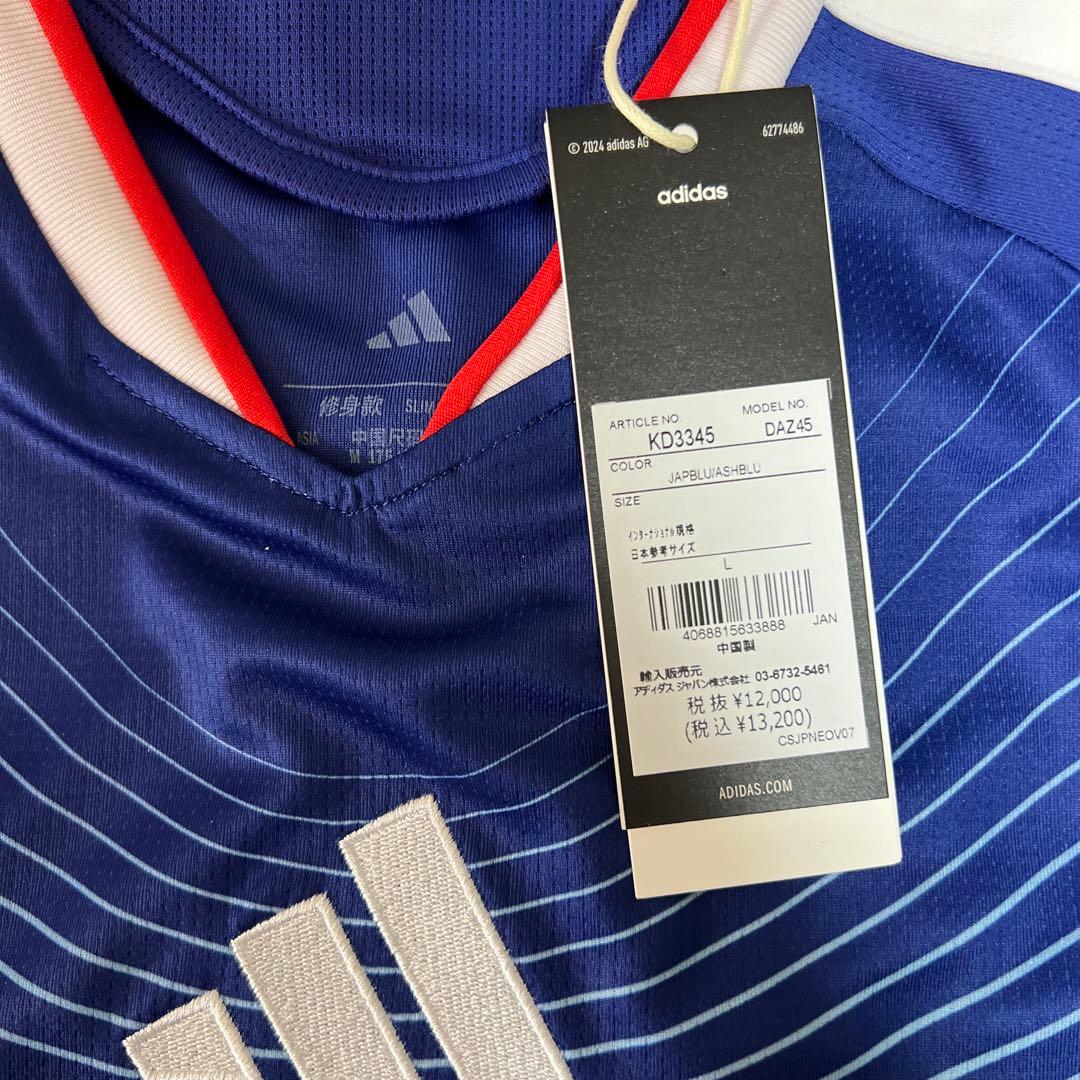 © 2024 adidas AG
62774486
adidas
修身款 SLIM
ASIA
中国尺码
M 175
ARTICLE NO.
MODEL NO.
KD3345
DAZ45
COLOR
JAPBLU/ASHBLU
SIZE
インターナショナル規格
日本参考サイズ
L
4068815633888 JAN
中国製
輸入販売元
アディダス ジャパン株式会社 03-6732-5461
税抜 ¥12,000
(税込 ¥13,200)
CSJPNEOV07
ADIDAS.COM